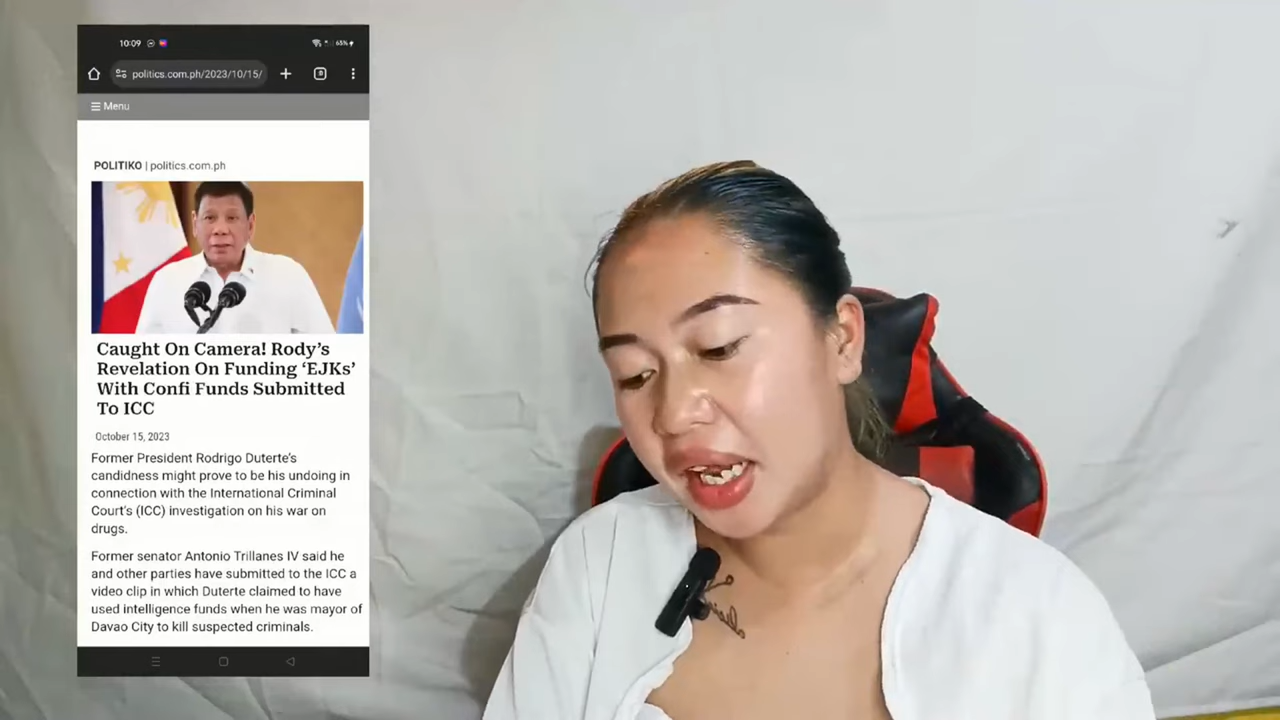 10:09
65%
politics.com.ph/2023/10/15/
Menu
POLITIKO | politics.com.ph
Caught On Camera! Rody's
Revelation On Funding 'EJKs'
With Confi Funds Submitted
To ICC
October 15, 2023
Former President Rodrigo Duterte's
candidness might prove to be his undoing in
connection with the International Criminal
Court's (ICC) investigation on his war on
drugs.
Former senator Antonio Trillanes IV said he
and other parties have submitted to the ICC a
video clip in which Duterte claimed to have
used intelligence funds when he was mayor of
Davao City to kill suspected criminals.